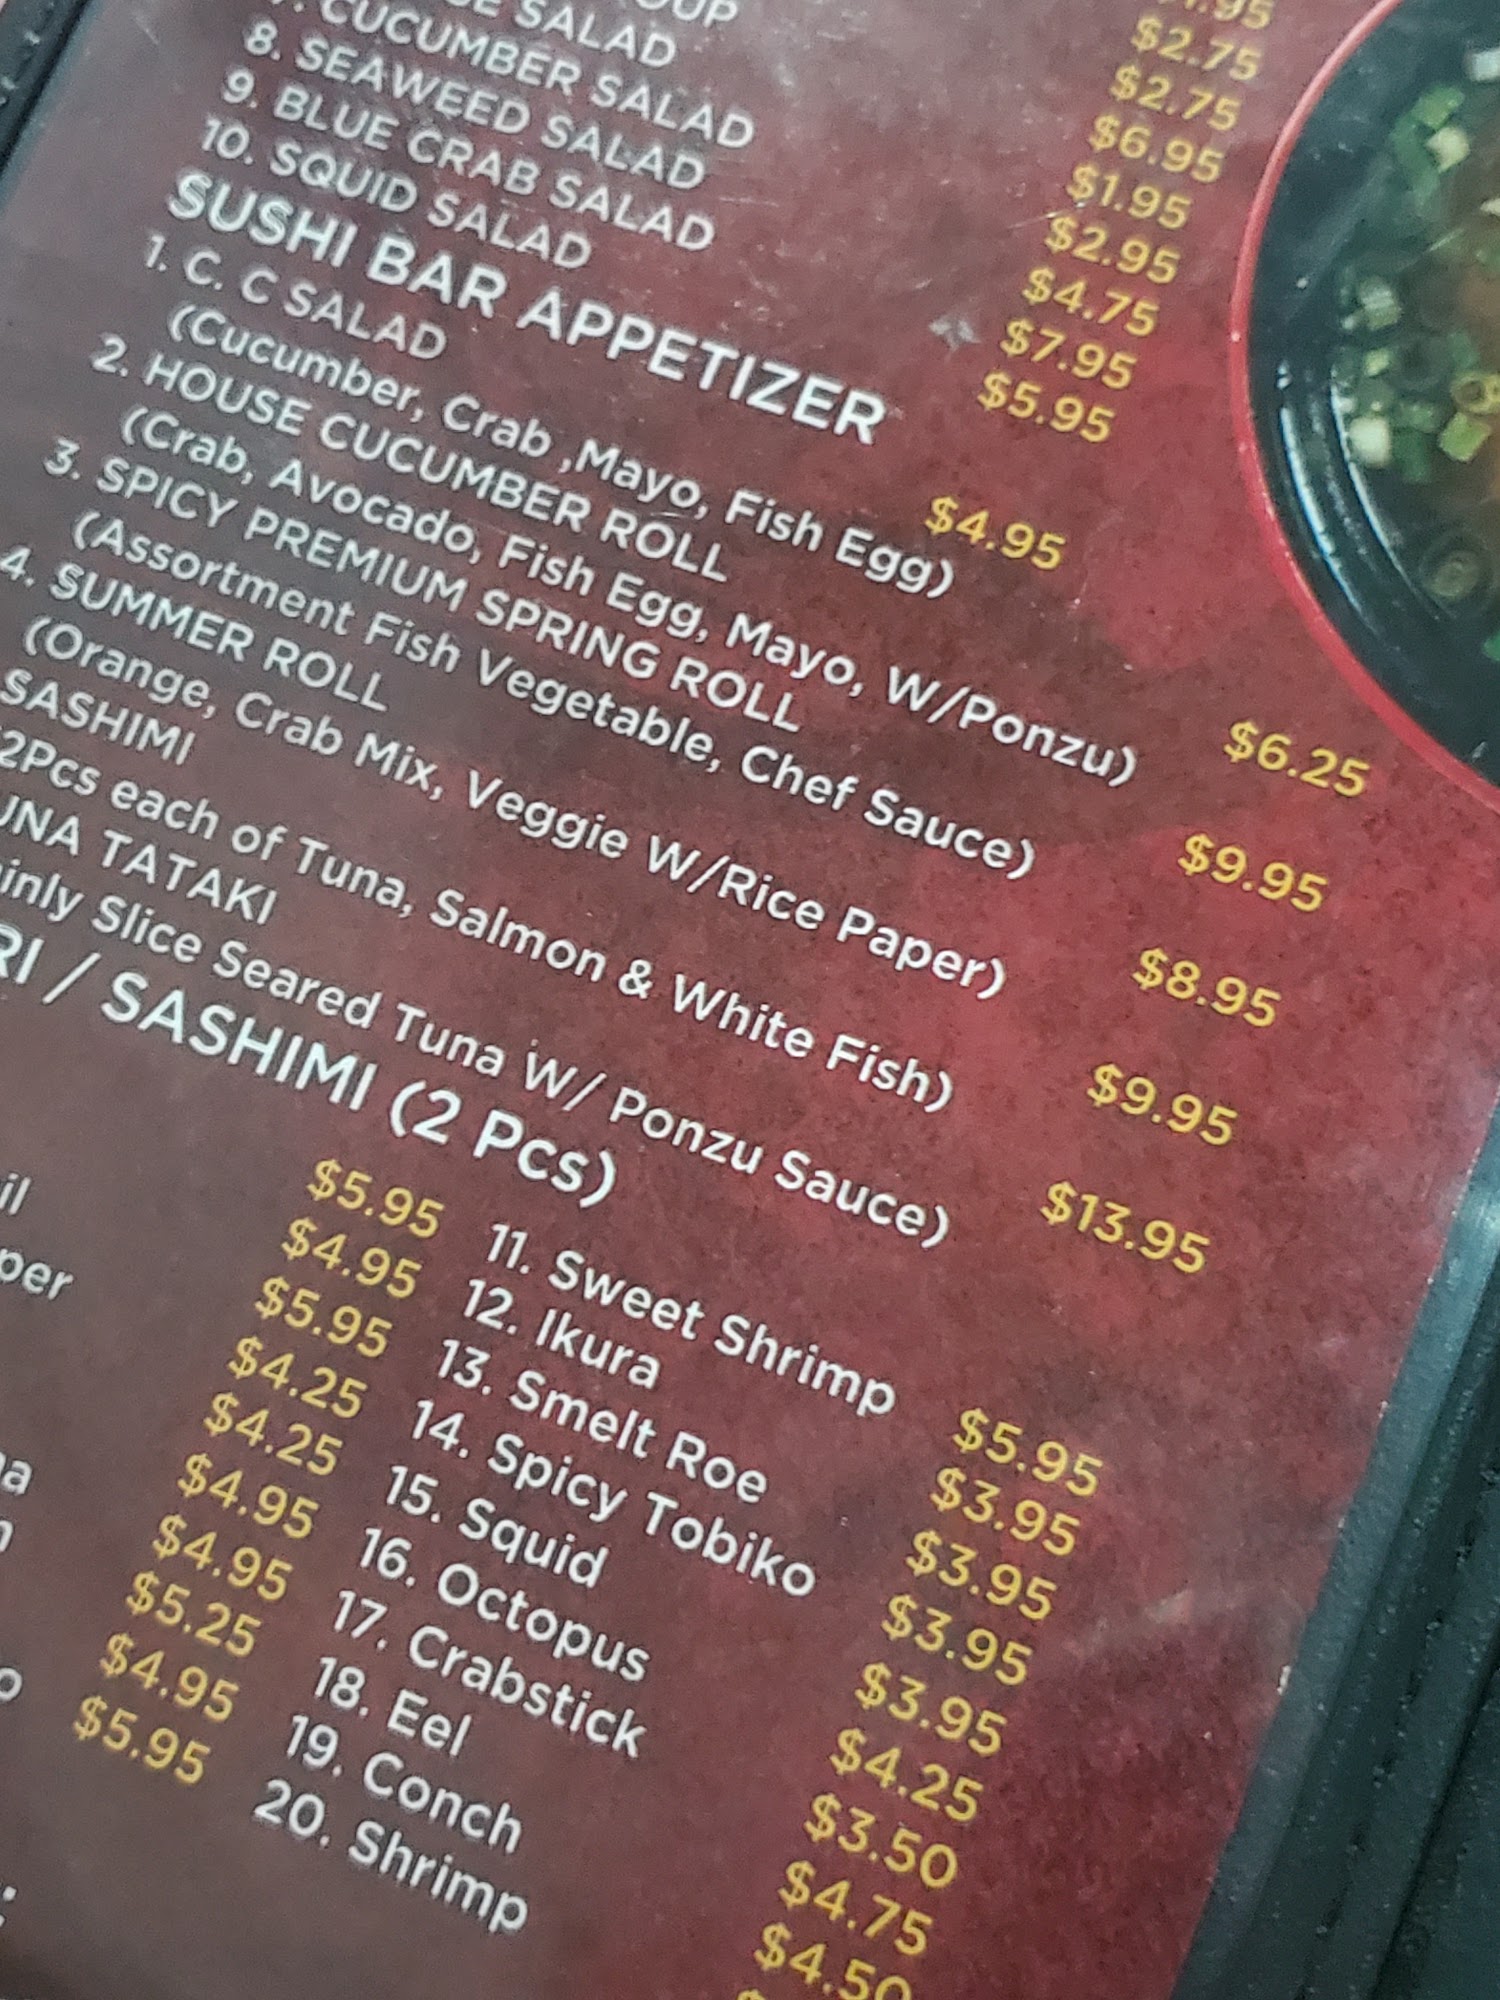 $1.95
SALAD $2.75
CUCUMBER SALAD $2.75
8. SEAWEED SALAD $6.95
9. BLUE CRAB SALAD $1.95
10. SQUID SALAD $2.95
$4.75
$7.95
$5.95
SUSHI BAR APPETIZER
1. C. C SALAD
(Cucumber, Crab ,Mayo, Fish Egg) $4.95
2. HOUSE CUCUMBER ROLL
(Crab, Avocado, Fish Egg, Mayo, W/Ponzu) $6.25
3. SPICY PREMIUM SPRING ROLL
(Assortment Fish Vegetable, Chef Sauce) $9.95
4. SUMMER ROLL
(Orange, Crab Mix, Veggie W/Rice Paper) $8.95
SASHIMI
2Pcs each of Tuna, Salmon & White Fish) $9.95
TATAKI
Slice Seared Tuna W/ Ponzu Sauce) $13.95
/ SASHIMI (2 Pcs)
$5.95
$4.95
$5.95
$4.25
$4.25
$4.95
$4.95
$5.25
$4.95
$5.95
11. Sweet Shrimp $5.95
12. Ikura $3.95
13. Smelt Roe $3.95
14. Spicy Tobiko $3.95
15. Squid $3.95
16. Octopus $4.25
17. Crabstick $3.50
18. Eel $4.75
19. Conch $4.50
20. Shrimp